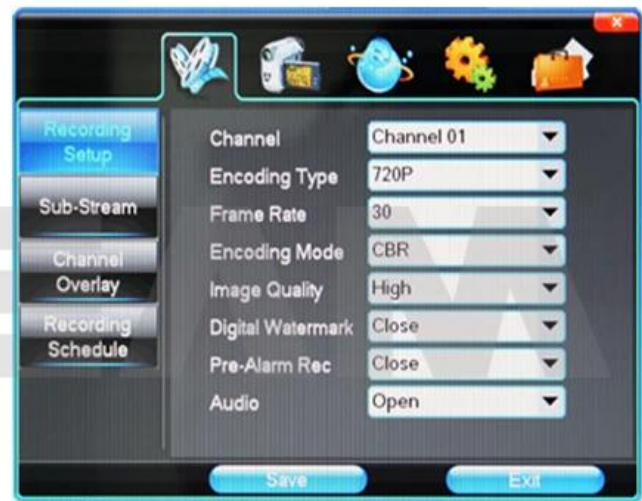 Recording
Setup
Sub-Stream
Channel
Overlay
Recording
Schedule
Channel Channel 01
Encoding Type 720P
Frame Rate 30
Encoding Mode CBR
Image Quality High
Digital Watermark Close
Pre-Alarm Rec Close
Audio Open
Save Exit